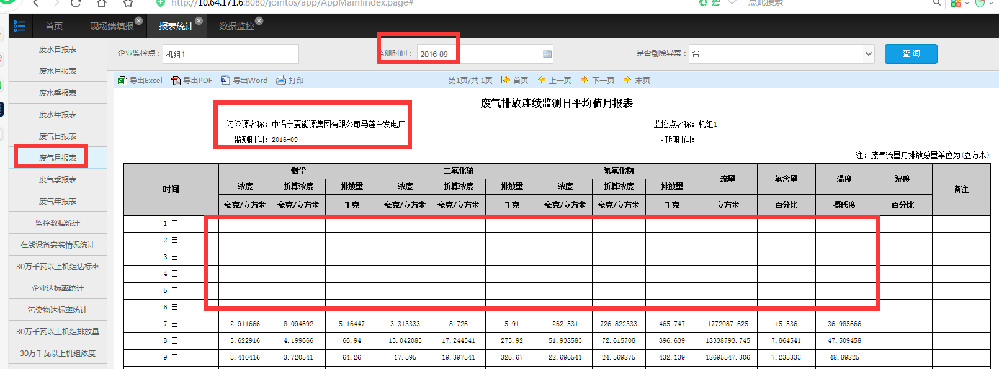 http://10.64.171.6:8080/jointos/app/AppMain!index.page#
点此搜索
首页 现场端填报 报表统计 数据监控
废水日报表
废水月报表
废水季报表
废水年报表
废气日报表
废气月报表
废气季报表
废气年报表
监控数据统计
在线设备安装情况统计
30万千瓦以上机组达标率
企业达标率统计
污染物达标率统计
30万千瓦以上机组排放量
30万千瓦以上机组浓度
企业监控点： 机组1 监测时间： 2016-09 是否剔除异常： 否 查 询
导出Excel 导出PDF 导出Word 打印 第1页/共 1页 首页 上一页 下一页 末页
废气排放连续监测日平均值月报表
污染源名称：中铝宁夏能源集团有限公司马莲台发电厂 监控点名称：机组1
监测时间：2016-09 打印时间：
注：废气流量月排放总量单位为(立方米)
时间 烟尘 二氧化硫 氮氧化物 流量 氧含量 温度 湿度 备注
浓度 折算浓度 排放量 浓度 折算浓度 排放量 浓度 折算浓度 排放量
毫克/立方米 毫克/立方米 千克 毫克/立方米 毫克/立方米 千克 毫克/立方米 毫克/立方米 千克 立方米 百分比 摄氏度 百分比
1 日
2 日
3 日
4 日
5 日
6 日
7 日 2.911666 8.094692 5.16447 3.313333 8.726 5.91 262.531 726.822333 465.747 1772087.625 15.536 36.985666
8 日 3.622916 4.199666 66.94 15.042083 17.244541 275.92 51.938583 72.615708 896.639 18338793.745 7.864541 47.509458
9 日 3.410416 3.720541 64.26 17.595 19.397541 326.67 22.696541 24.569875 432.139 18695547.306 7.235333 48.89825